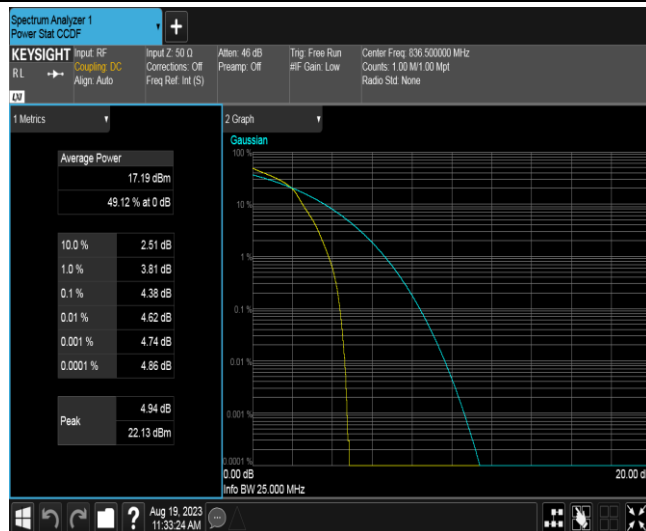 Spectrum Analyzer 1
Power Stat CCDF
+
KEYSIGHT
RL
Input: RF
Coupling: DC
Align: Auto
Input Z: 50 Ω
Corrections: Off
Freq Ref: Int (S)
Atten: 46 dB
Preamp: Off
Trig: Free Run
#IF Gain: Low
Center Freq: 836.500000 MHz
Counts: 1.00 M/1.00 Mpt
Radio Std: None
1 Metrics
Average Power
17.19 dBm
49.12 % at 0 dB
10.0 % 2.51 dB
1.0 % 3.81 dB
0.1 % 4.38 dB
0.01 % 4.62 dB
0.001 % 4.74 dB
0.0001 % 4.86 dB
Peak
4.94 dB
22.13 dBm
2 Graph
Gaussian
100 %
10 %
1 %
0.1 %
0.01 %
0.001 %
0.0001 %
0.00 dB
20.00 d
Info BW 25.000 MHz
?
Aug 19, 2023
11:33:24 AM